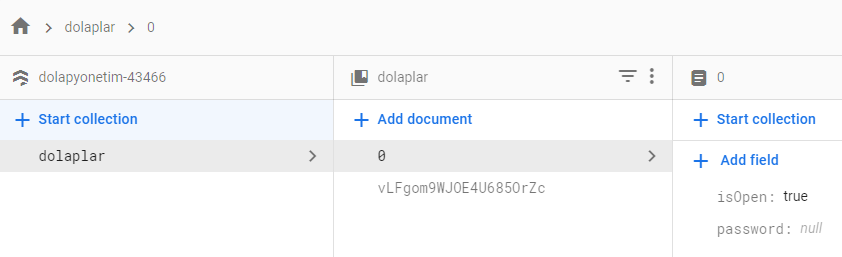 dolaplar > 0
dolapyonetim-43466
dolaplar
0
Start collection
Add document
Start collection
dolaplar
0
Add field
vLFgom9WJOE4U685OrZc
isOpen: true
password: null